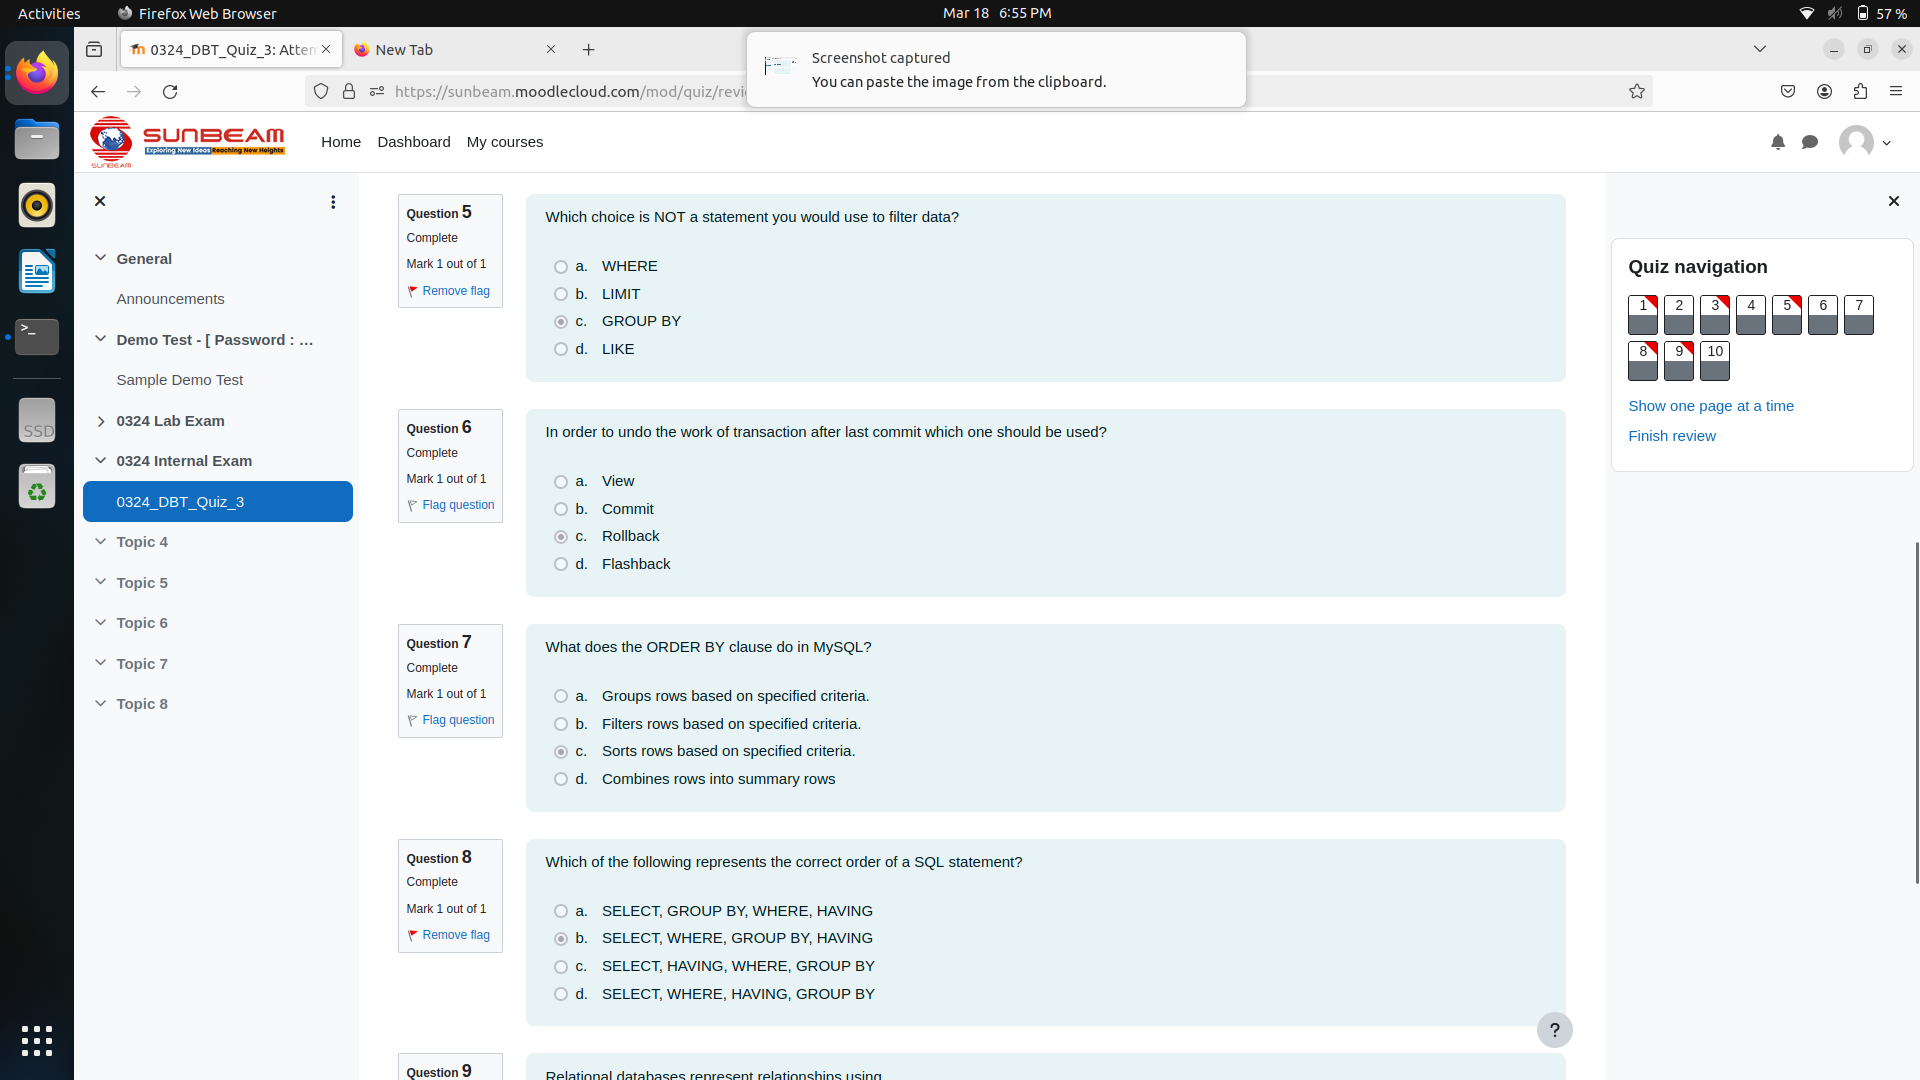 Activities
Firefox Web Browser
Mar 18 6:55 PM
57 %
0324_DBT_Quiz_3: Attem
New Tab
Screenshot captured
You can paste the image from the clipboard.
https://sunbeam.moodlecloud.com/mod/quiz/revi
SUNBEAM
SUNBEAM
Exploring New Ideas Reaching New Heights
Home
Dashboard
My courses
General
Announcements
Demo Test - [ Password : ...
Sample Demo Test
0324 Lab Exam
0324 Internal Exam
0324_DBT_Quiz_3
Topic 4
Topic 5
Topic 6
Topic 7
Topic 8
SSD
Question 5
Complete
Mark 1 out of 1
Remove flag
Which choice is NOT a statement you would use to filter data?
a. WHERE
b. LIMIT
c. GROUP BY
d. LIKE
Question 6
Complete
Mark 1 out of 1
Flag question
In order to undo the work of transaction after last commit which one should be used?
a. View
b. Commit
c. Rollback
d. Flashback
Question 7
Complete
Mark 1 out of 1
Flag question
What does the ORDER BY clause do in MySQL?
a. Groups rows based on specified criteria.
b. Filters rows based on specified criteria.
c. Sorts rows based on specified criteria.
d. Combines rows into summary rows
Question 8
Complete
Mark 1 out of 1
Remove flag
Which of the following represents the correct order of a SQL statement?
a. SELECT, GROUP BY, WHERE, HAVING
b. SELECT, WHERE, GROUP BY, HAVING
c. SELECT, HAVING, WHERE, GROUP BY
d. SELECT, WHERE, HAVING, GROUP BY
Question 9
Relational databases represent relationships using
Quiz navigation
1 2 3 4 5 6 7
8 9 10
Show one page at a time
Finish review
?